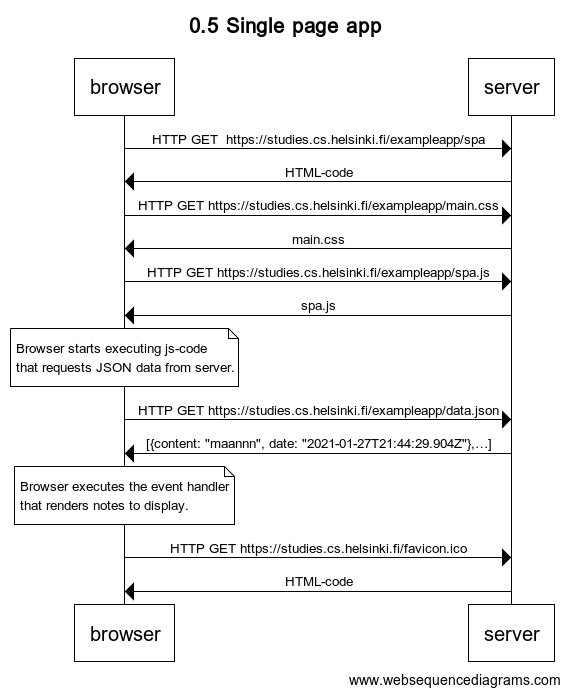 0.5 Single page app
browser
server
HTTP GET  https://studies.cs.helsinki.fi/exampleapp/spa
HTML-code
HTTP GET https://studies.cs.helsinki.fi/exampleapp/main.css
main.css
HTTP GET https://studies.cs.helsinki.fi/exampleapp/spa.js
spa.js
Browser starts executing js-code
that requests JSON data from server.
HTTP GET https://studies.cs.helsinki.fi/exampleapp/data.json
[{content: "maannn", date: "2021-01-27T21:44:29.904Z"},...]
Browser executes the event handler
that renders notes to display.
HTTP GET https://studies.cs.helsinki.fi/favicon.ico
HTML-code
browser
server
www.websequencediagrams.com